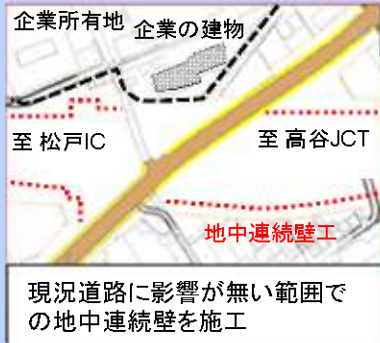 企業所有地
企業の建物
至 松戸IC
至 高谷JCT
地中連続壁工
現況道路に影響が無い範囲で
の地中連続壁を施工